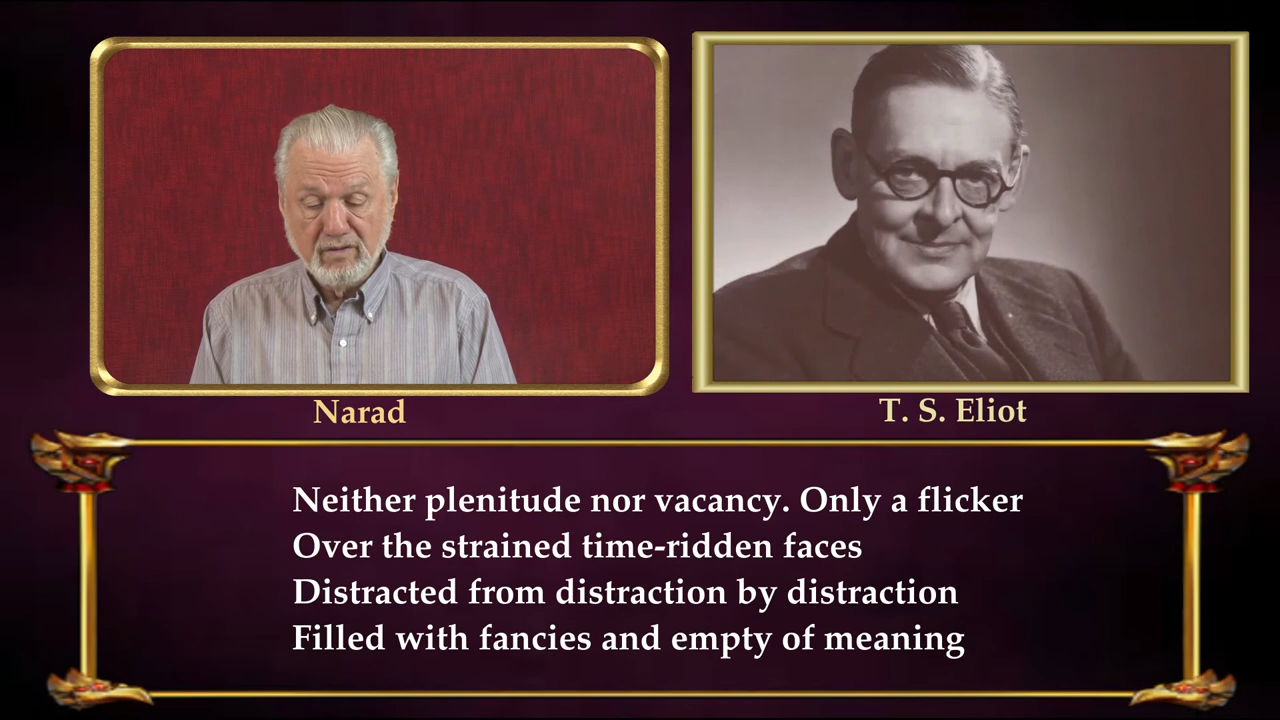 Narad
T. S. Eliot
Neither plenitude nor vacancy. Only a flicker
Over the strained time-ridden faces
Distracted from distraction by distraction
Filled with fancies and empty of meaning